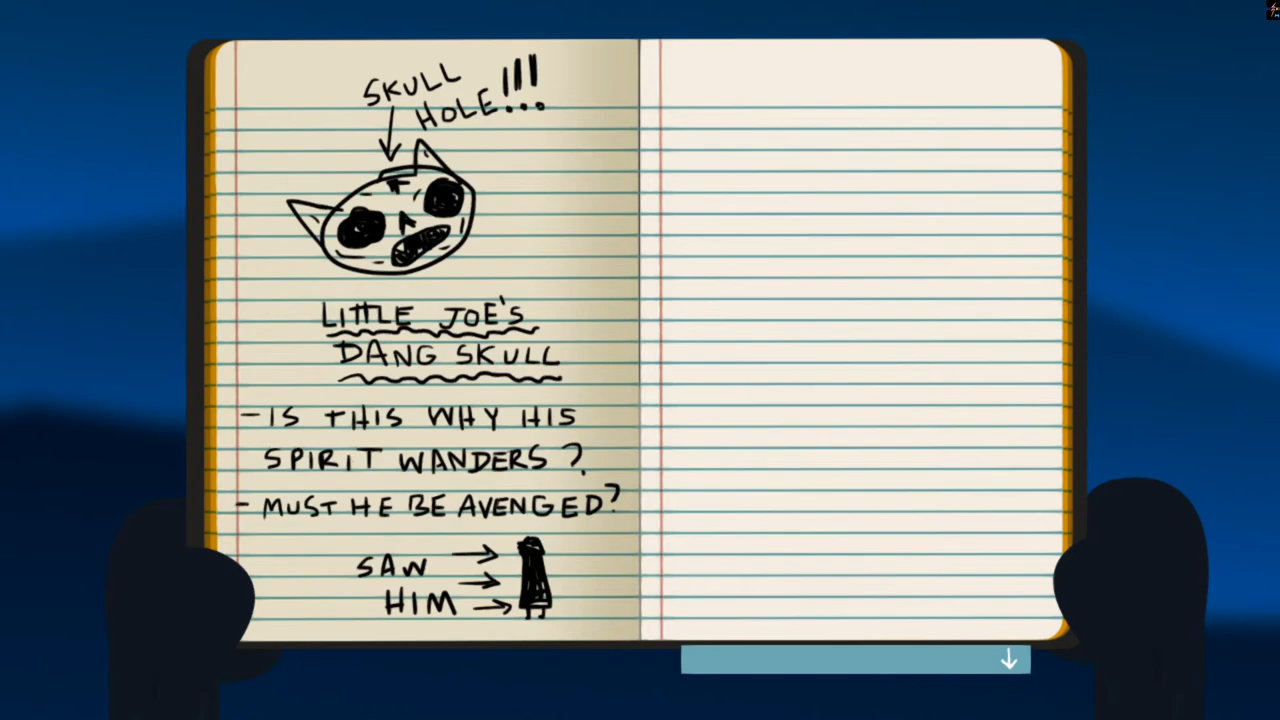 SKULL
HOLE!!!
LITTLE JOE'S
DANG SKULL
- IS THIS WHY HIS
SPIRIT WANDERS?
- MUST HE BE AVENGED?
SAW
HIM